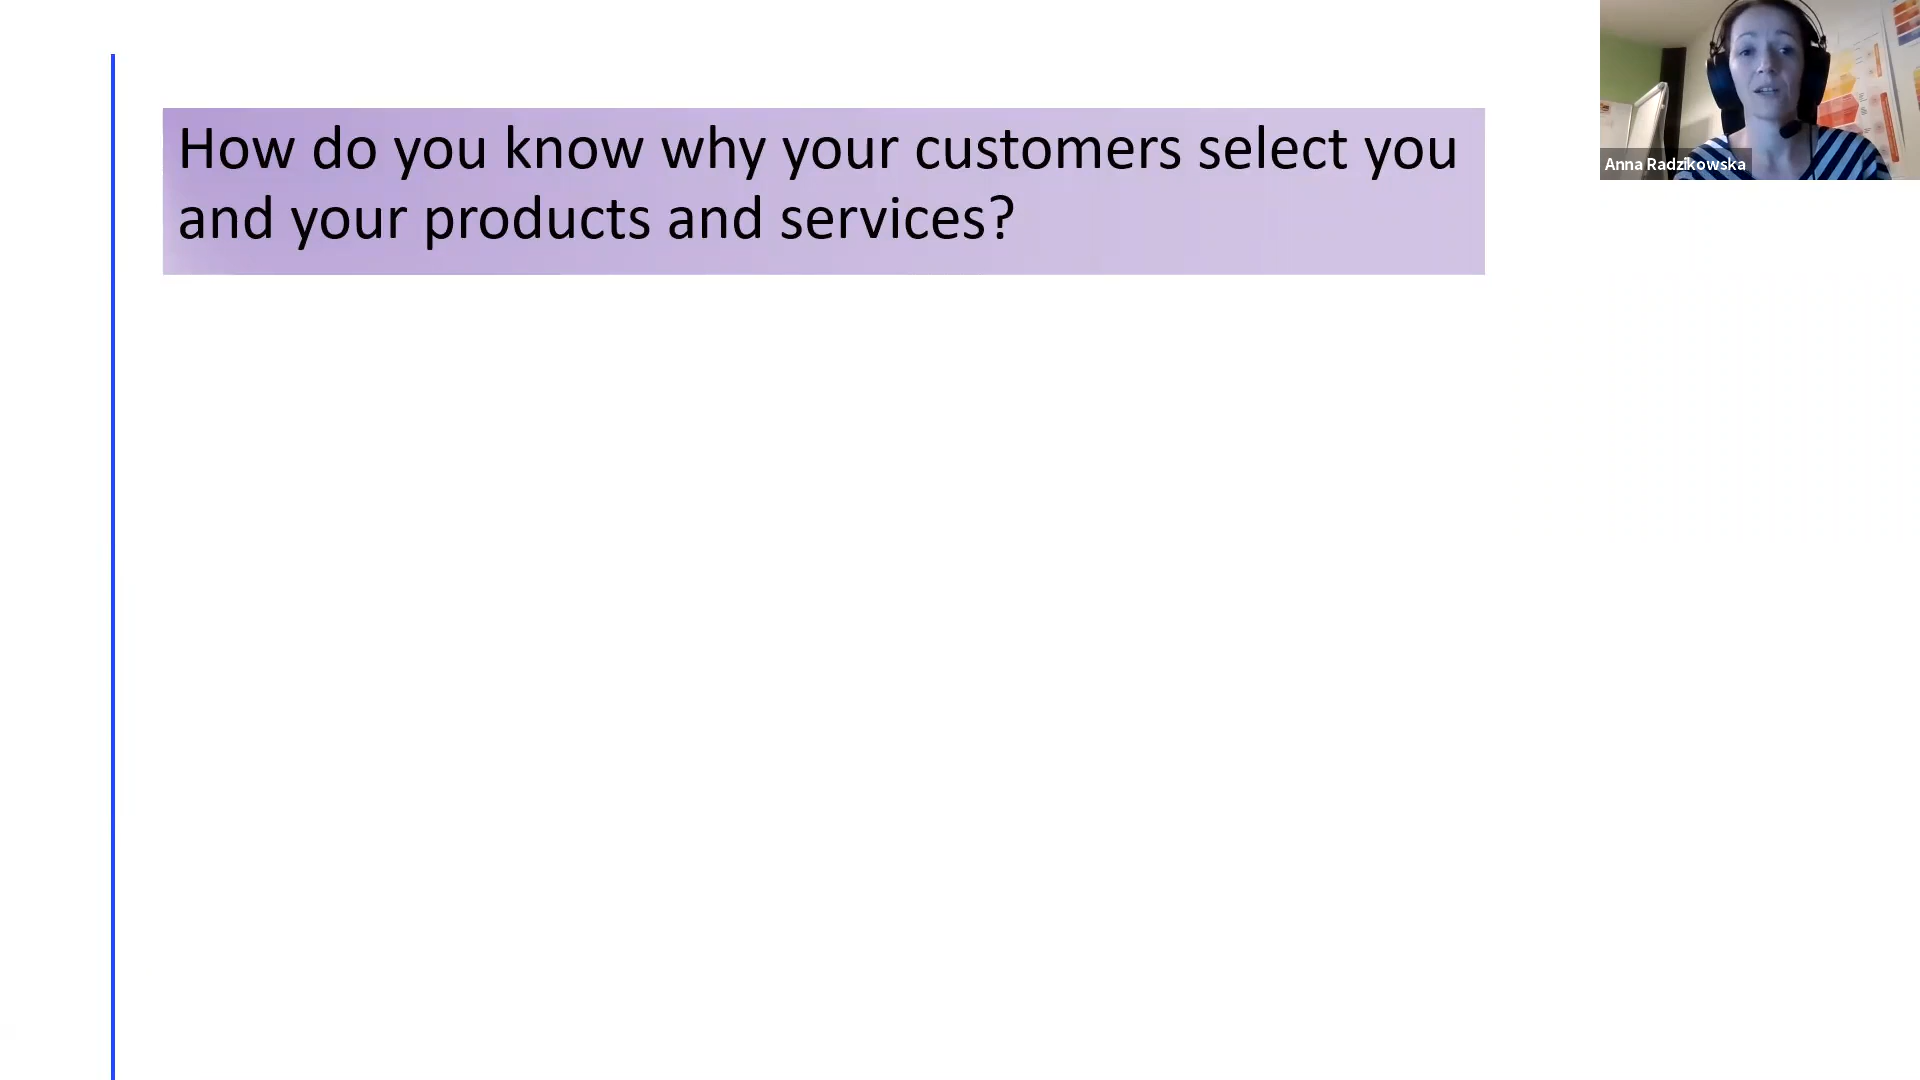 How do you know why your customers select you
and your products and services?
Anna Radzikowska